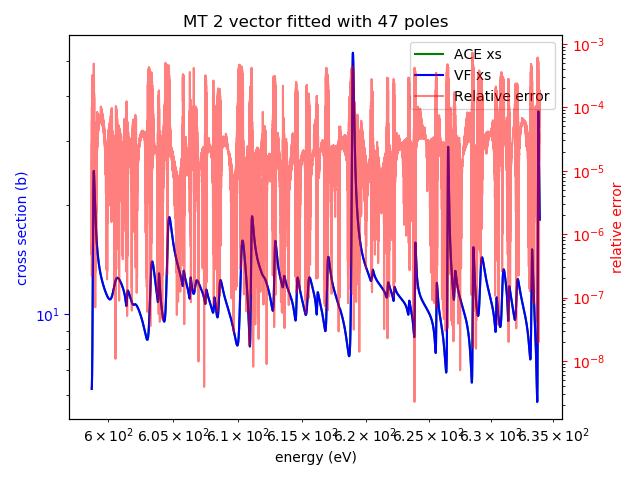 MT 2 vector fitted with 47 poles
ACE xs
VF xs
Relative error
cross section (b)
10¹
10⁻³
10⁻⁴
10⁻⁵
10⁻⁶
10⁻⁷
10⁻⁸
relative error
6 × 10² 6.05 × 10² 6.1 × 10² 6.15 × 10² 6.2 × 10² 6.25 × 10² 6.3 × 10² 6.35 × 10²
energy (eV)